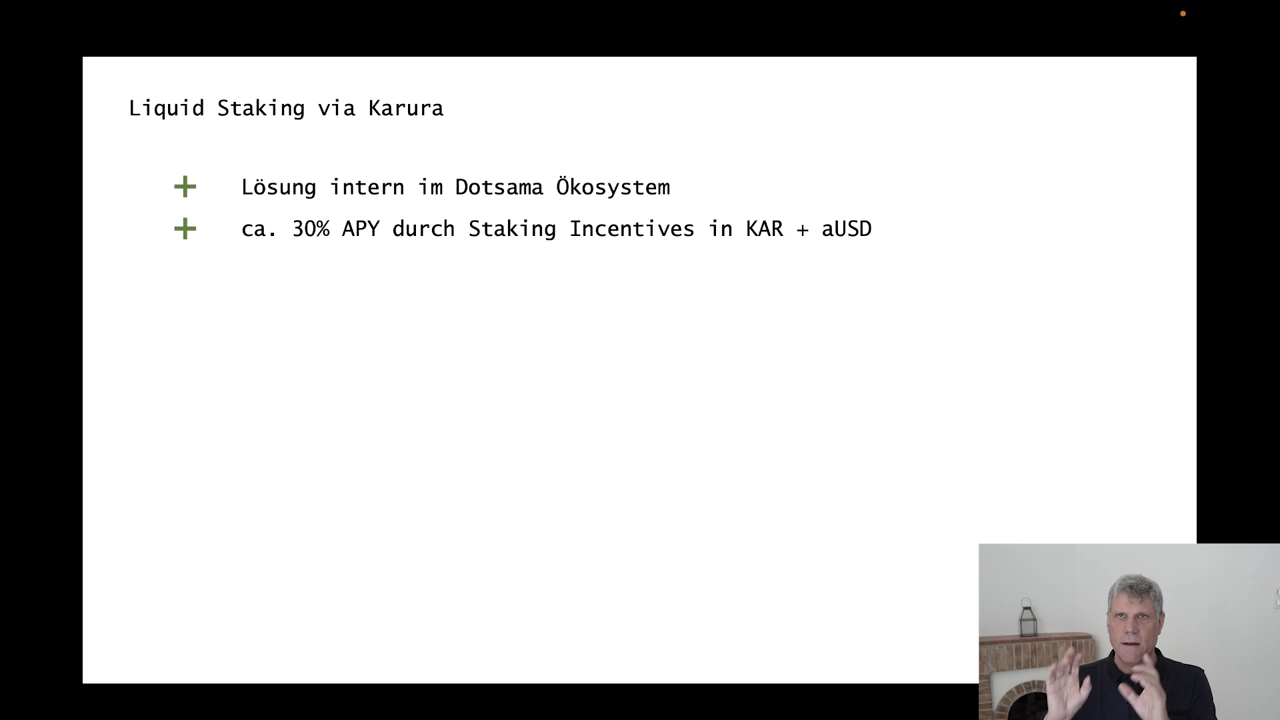 Liquid Staking via Karura
+ Lösung intern im Dotsama Ökosystem
+ ca. 30% APY durch Staking Incentives in KAR + aUSD